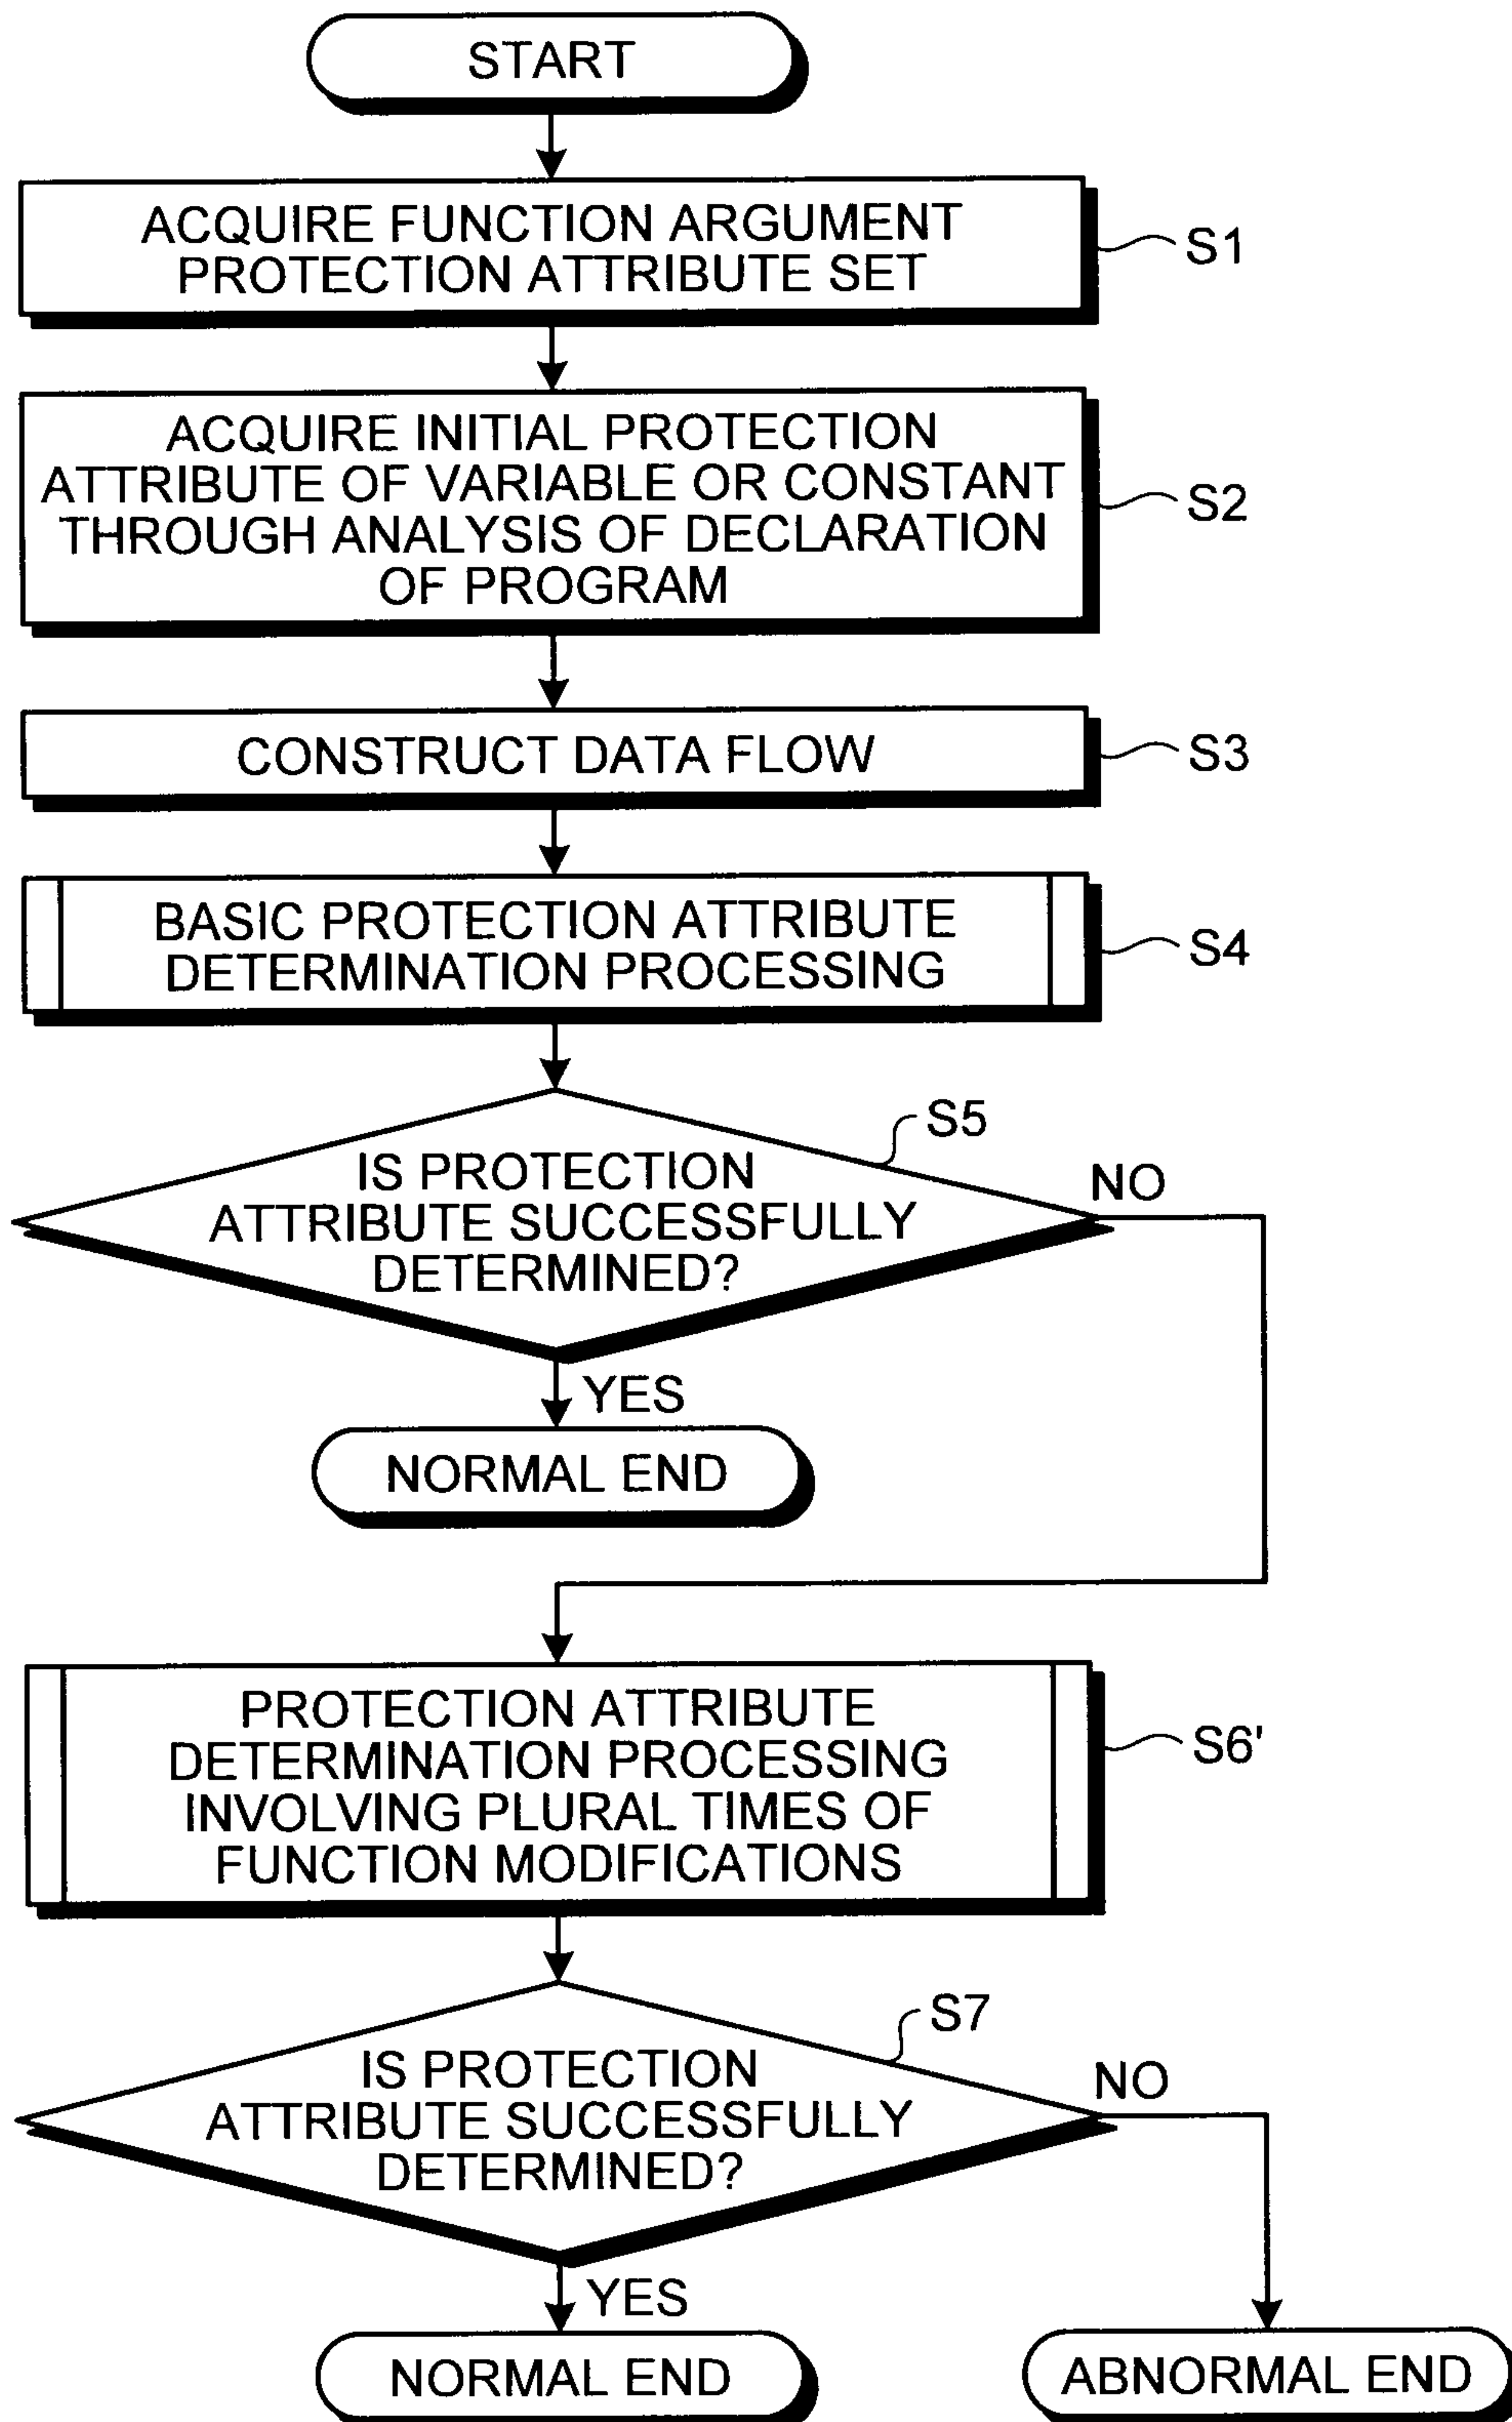 START
ACQUIRE FUNCTION ARGUMENT
PROTECTION ATTRIBUTE SET
S1
ACQUIRE INITIAL PROTECTION
ATTRIBUTE OF VARIABLE OR CONSTANT
THROUGH ANALYSIS OF DECLARATION
OF PROGRAM
S2
CONSTRUCT DATA FLOW
S3
BASIC PROTECTION ATTRIBUTE
DETERMINATION PROCESSING
S4
S5
IS PROTECTION
ATTRIBUTE SUCCESSFULLY
DETERMINED?
NO
YES
NORMAL END
PROTECTION ATTRIBUTE
DETERMINATION PROCESSING
INVOLVING PLURAL TIMES OF
FUNCTION MODIFICATIONS
S6'
S7
IS PROTECTION
ATTRIBUTE SUCCESSFULLY
DETERMINED?
NO
YES
NORMAL END
ABNORMAL END